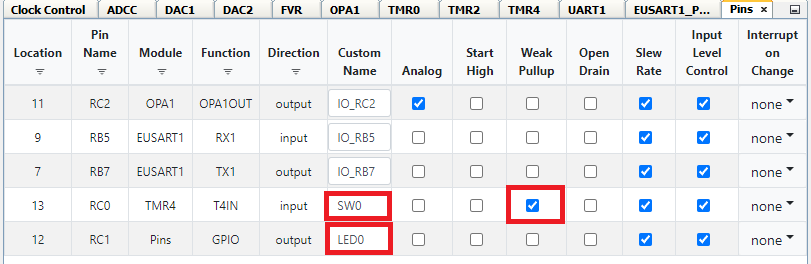 Clock Control ADCC DAC1 DAC2 FVR OPA1 TMR0 TMR2 TMR4 UART1 EUSART1_P... Pins ×
Location Pin Name Module Function Direction Custom Name Analog Start High Weak Pullup Open Drain Slew Rate Input Level Control Interrupt on Change
11 RC2 OPA1 OPA1OUT output IO_RC2 none
9 RB5 EUSART1 RX1 input IO_RB5 none
7 RB7 EUSART1 TX1 output IO_RB7 none
13 RC0 TMR4 T4IN input SW0 none
12 RC1 Pins GPIO output LED0 none